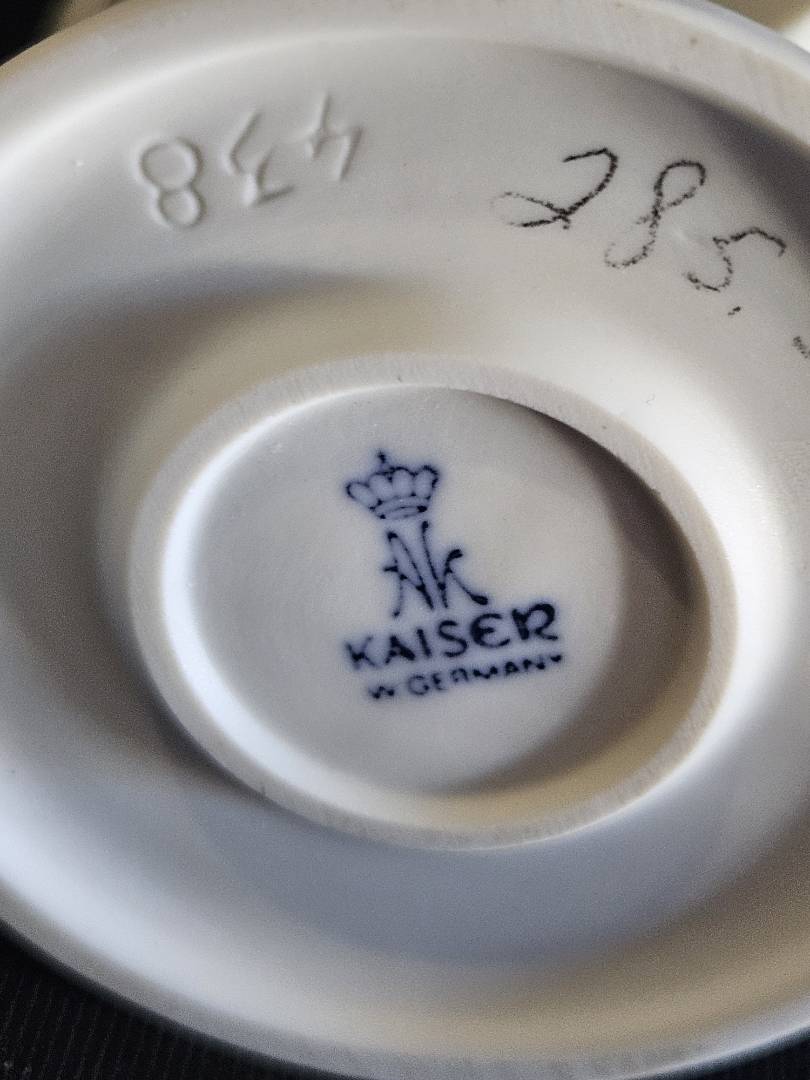 438
285.
AK
KAISER
W. GERMANY